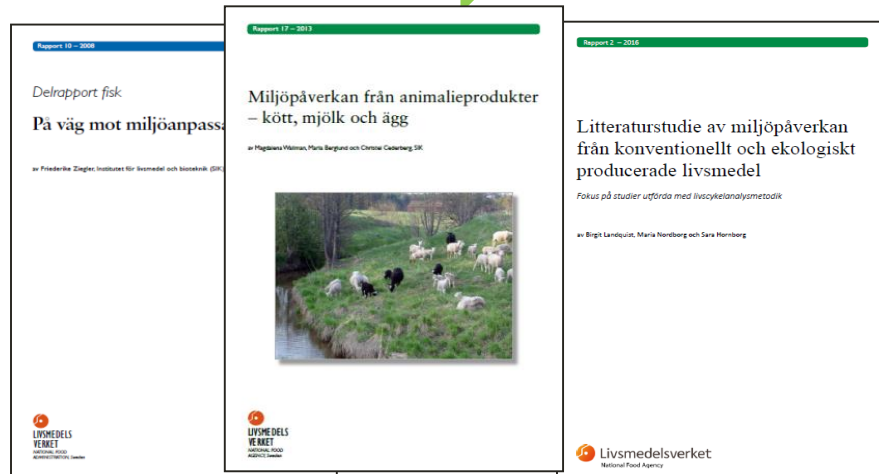 Rapport 10 – 2008
Delrapport fisk
På väg mot miljöanpassa
av Friederike Ziegler, Institutet för livsmedel och bioteknik (SIK)
LIVSMEDELS
VERKET
NATIONAL FOOD
ADMINISTRATION, Sweden
Rapport 17 – 2013
Miljöpåverkan från animalieprodukter
– kött, mjölk och ägg
av Magdalena Wallman, Maria Berglund och Christel Cederberg, SIK
LIVSMEDELS
VERKET
NATIONAL FOOD
AGENCY, Sweden
Rapport 2 – 2016
Litteraturstudie av miljöpåverkan
från konventionellt och ekologiskt
producerade livsmedel
Fokus på studier utförda med livscykelanalysmetodik
av Birgit Landquist, Maria Nordborg och Sara Hornborg
Livsmedelsverket
National Food Agency